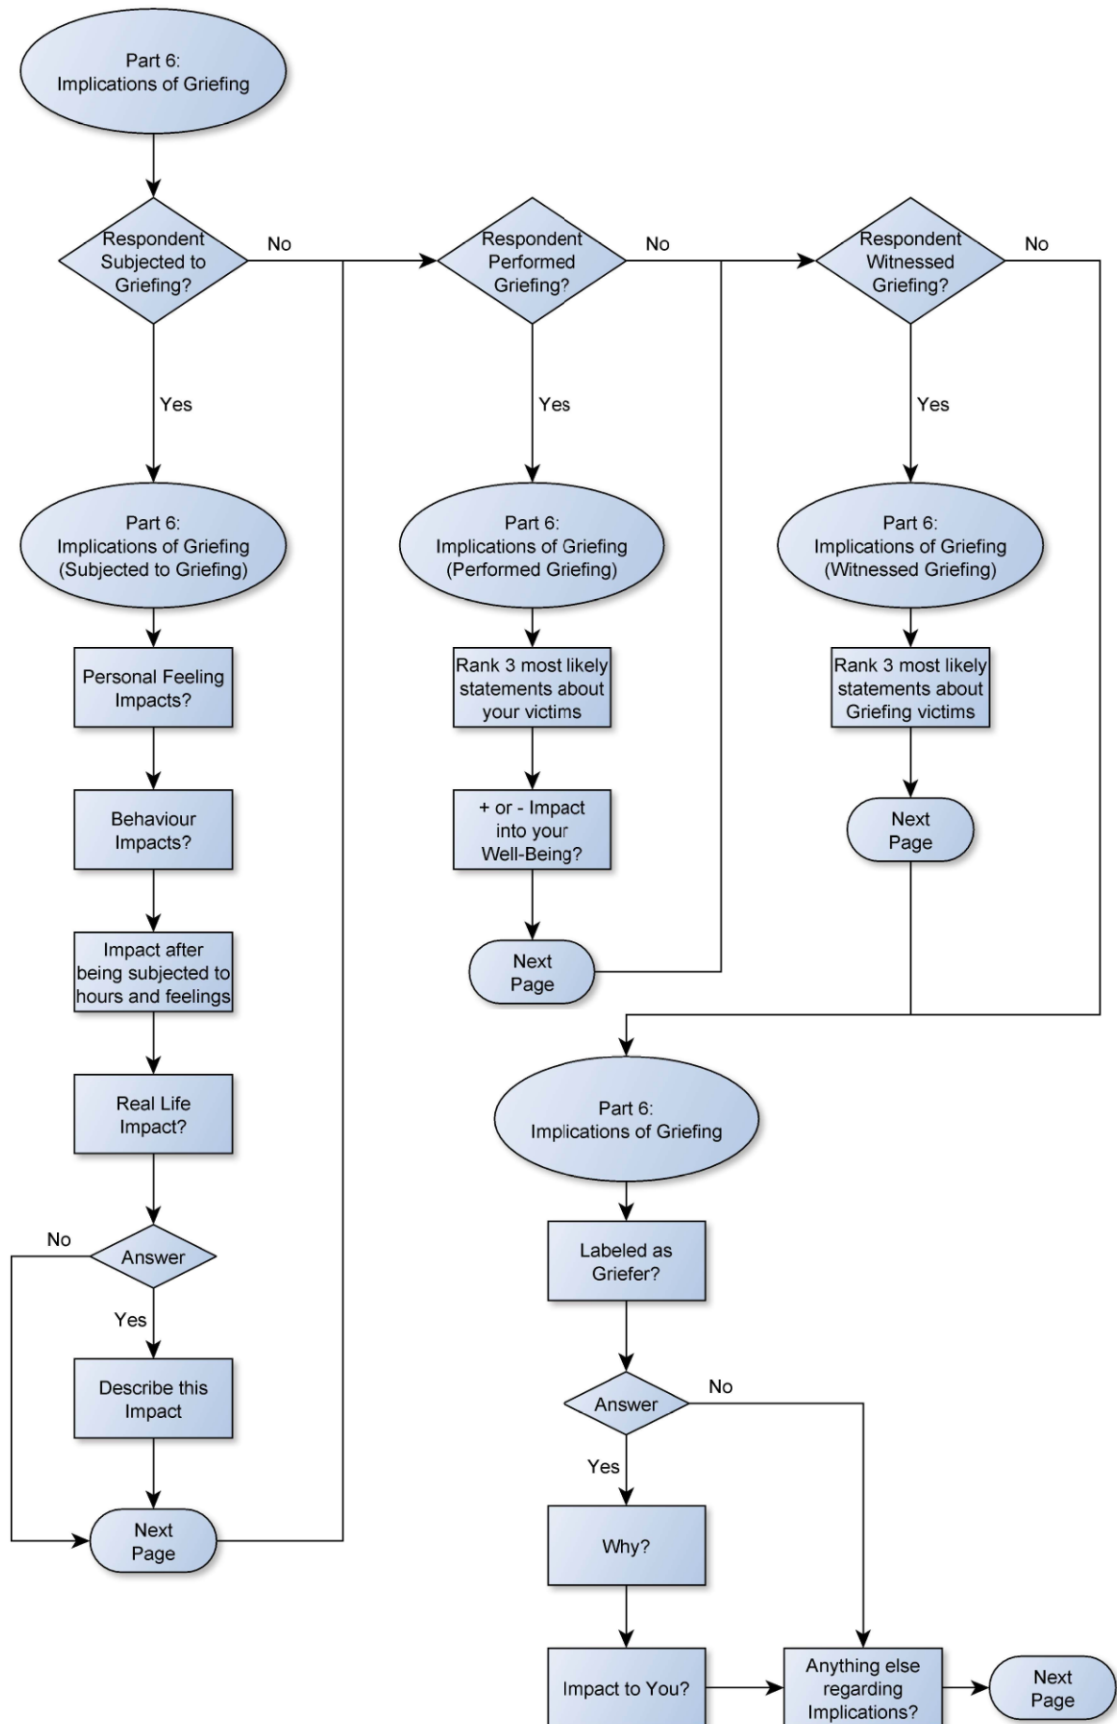 Part 6:
Implications of Griefing
Respondent
Subjected to
Griefing?
No
Respondent
Performed
Griefing?
No
Respondent
Witnessed
Griefing?
No
Yes
Yes
Yes
Part 6:
Implications of Griefing
(Subjected to Griefing)
Part 6:
Implications of Griefing
(Performed Griefing)
Part 6:
Implications of Griefing
(Witnessed Griefing)
Personal Feeling
Impacts?
Rank 3 most likely
statements about
your victims
Rank 3 most likely
statements about
Griefing victims
Behaviour
Impacts?
+ or - Impact
into your
Well-Being?
Next
Page
Impact after
being subjected to
hours and feelings
Next
Page
Real Life
Impact?
Part 6:
Implications of Griefing
No
Answer
Yes
Labeled as
Griefer?
Describe this
Impact
Answer
No
Yes
Next
Page
Why?
Impact to You?
Anything else
regarding
Implications?
Next
Page